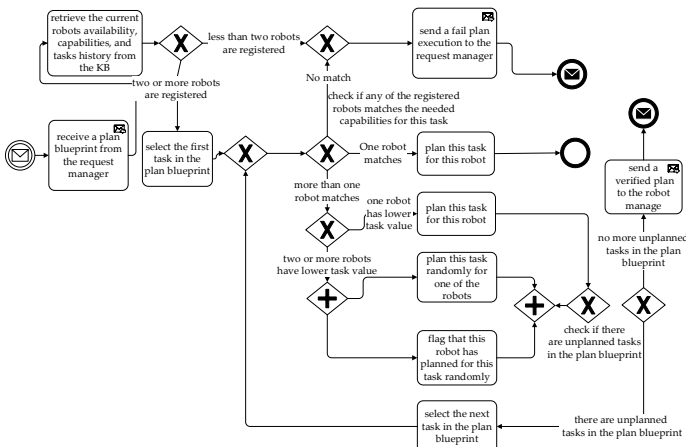 retrieve the current
robots availability,
capabilities, and
tasks history from
the KB
less than two robots
are registered
send a fail plan
execution to the
request manager
two or more robots
are registered
No match
check if any of the registered
robots matches the needed
capabilities for this task
receive a plan
blueprint from
the request
manager
select the first
task in the
plan blueprint
One robot
matches
plan this task
for this robot
send a
verified plan
to the robot
manage
more than one
robot matches
one robot
has lower
task value
plan this task
for this robot
no more unplanned
tasks in the plan
blueprint
two or more robots
have lower task value
plan this task
randomly for
one of the
robots
check if there
are unplanned tasks
in the plan blueprint
flag that this
robot has
planned for this
task randomly
select the next
task in the plan
blueprint
there are unplanned
tasks in the plan blueprint